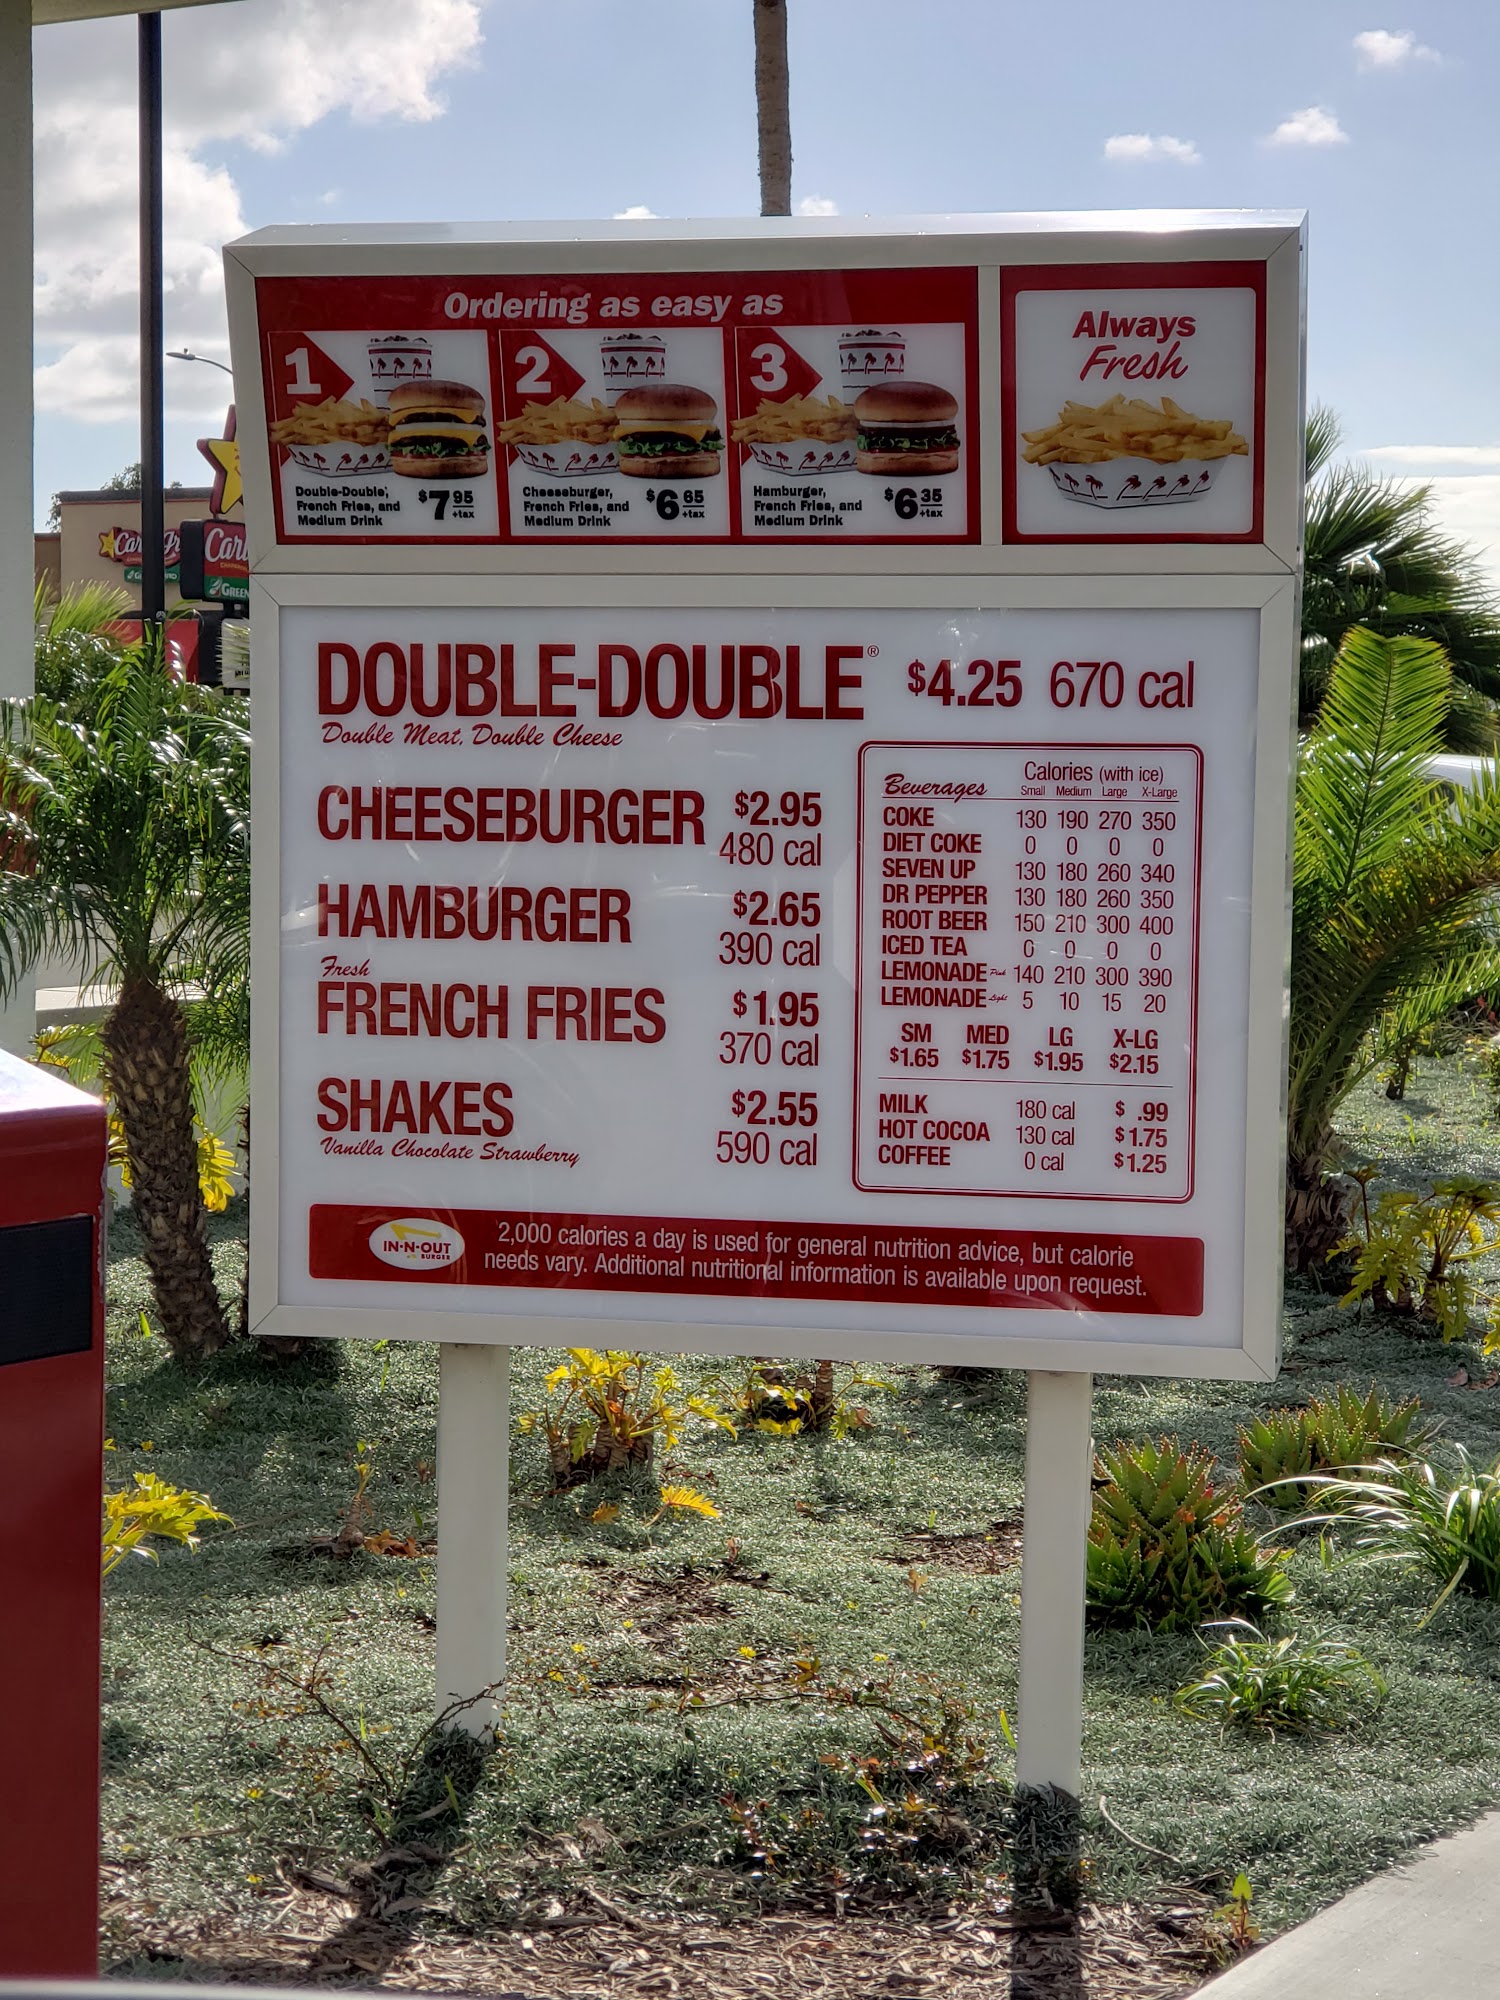 Ordering as easy as
1
Double-Double®,
French Fries, and
Medium Drink
$7 95
+tax
2
Cheeseburger,
French Fries, and
Medium Drink
$6 65
+tax
3
Hamburger,
French Fries, and
Medium Drink
$6 35
+tax
Always
Fresh
DOUBLE-DOUBLE® $4.25 670 cal
Double Meat, Double Cheese
CHEESEBURGER $2.95
480 cal
HAMBURGER $2.65
390 cal
Fresh
FRENCH FRIES $1.95
370 cal
SHAKES $2.55
Vanilla Chocolate Strawberry 590 cal
Beverages Calories (with ice)
Small Medium Large X-Large
COKE 130 190 270 350
DIET COKE 0 0 0 0
SEVEN UP 130 180 260 340
DR PEPPER 130 180 260 350
ROOT BEER 150 210 300 400
ICED TEA 0 0 0 0
LEMONADE Pink 140 210 300 390
LEMONADE Light 5 10 15 20
SM MED LG X-LG
$1.65 $1.75 $1.95 $2.15
MILK 180 cal $ .99
HOT COCOA 130 cal $1.75
COFFEE 0 cal $1.25
IN-N-OUT
BURGER
2,000 calories a day is used for general nutrition advice, but calorie
needs vary. Additional nutritional information is available upon request.